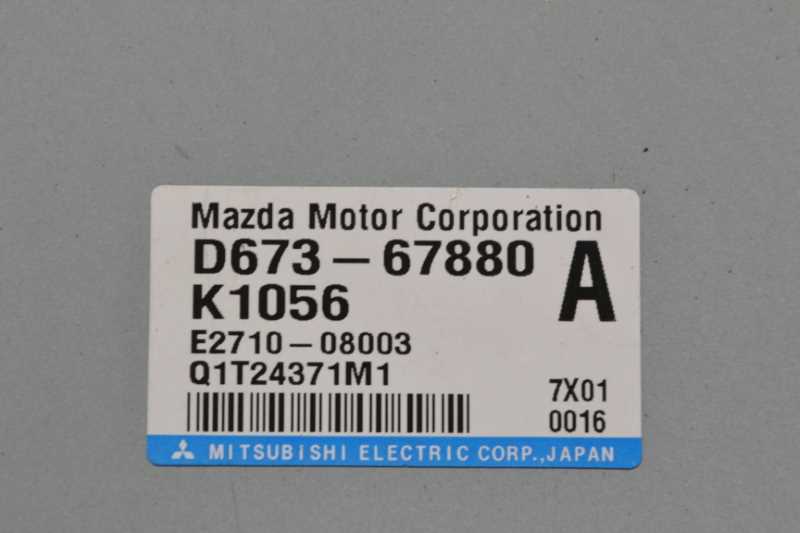 Mazda Motor Corporation
D673-67880
A
K1056
E2710-08003
Q1T24371M1
7X01
0016
MITSUBiSHI ELECTRIC CORP.,JAPAN